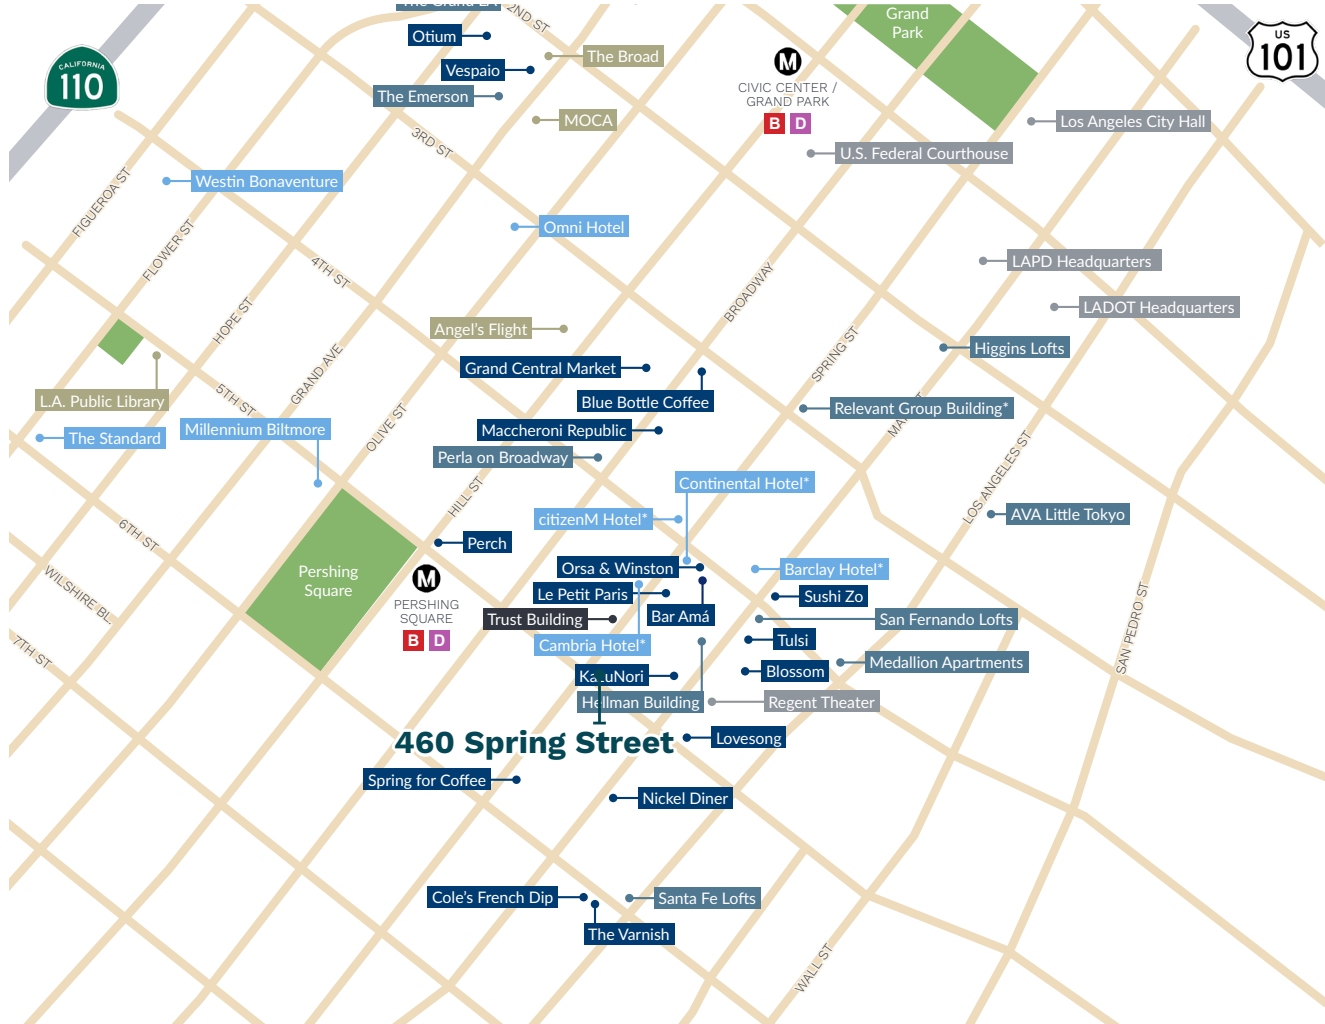 The Grand LA
2ND ST
Grand
Park
Otium
The Broad
Vespaio
CALIFORNIA
110
US
101
M
CIVIC CENTER /
GRAND PARK
B D
The Emerson
MOCA
Los Angeles City Hall
3RD ST
U.S. Federal Courthouse
Westin Bonaventure
FIGUEROA ST
Omni Hotel
FLOWER ST
4TH ST
LAPD Headquarters
BROADWAY
LADOT Headquarters
HOPE ST
Angel's Flight
SPRING ST
Higgins Lofts
GRAND AVE
Grand Central Market
L.A. Public Library
5TH ST
Blue Bottle Coffee
Relevant Group Building*
MA
ST
OLIVE ST
Millennium Biltmore
The Standard
Maccheroni Republic
Perla on Broadway
LOS ANGELES ST
HILL ST
Continental Hotel*
citizenM Hotel*
AVA Little Tokyo
6TH ST
Perch
Pershing
Square
M
PERSHING
SQUARE
B D
Orsa & Winston
Barclay Hotel*
WILSHIRE BL.
Le Petit Paris
Sushi Zo
Bar Amá
Trust Building
San Fernando Lofts
SAN PEDRO ST
Cambria Hotel*
Tulsi
7TH ST
Medallion Apartments
KazuNori
Blossom
Hellman Building
Regent Theater
460 Spring Street
Lovesong
Spring for Coffee
Nickel Diner
Cole's French Dip
Santa Fe Lofts
The Varnish
WALL ST